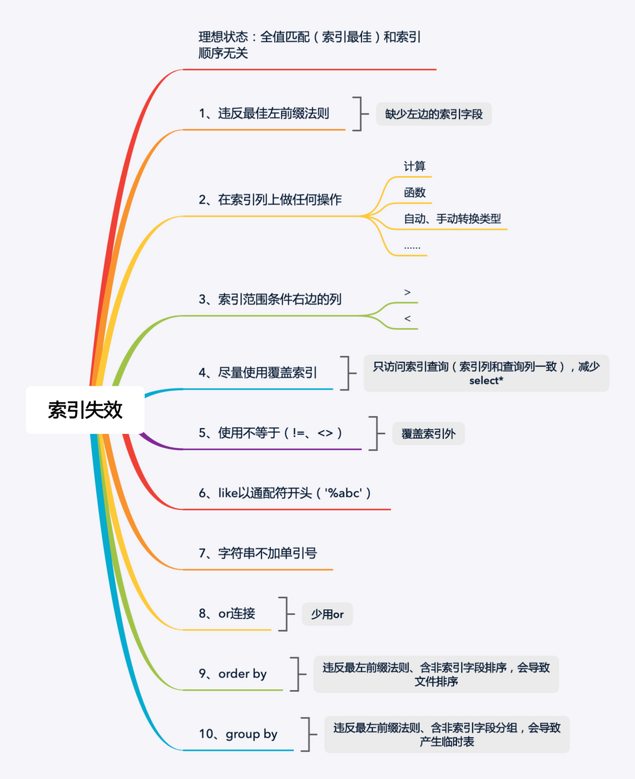 索引失效
理想状态：全值匹配（索引最佳）和索引
顺序无关
1、违反最佳左前缀法则
缺少左边的索引字段
2、在索引列上做任何操作
计算
函数
自动、手动转换类型
......
3、索引范围条件右边的列
>
<
4、尽量使用覆盖索引
只访问索引查询（索引列和查询列一致），减少
select*
5、使用不等于（!=、<>）
覆盖索引外
6、like以通配符开头（'%abc'）
7、字符串不加单引号
8、or连接
少用or
9、order by
违反最左前缀法则、含非索引字段排序，会导致
文件排序
10、group by
违反最左前缀法则、含非索引字段分组，会导致
产生临时表